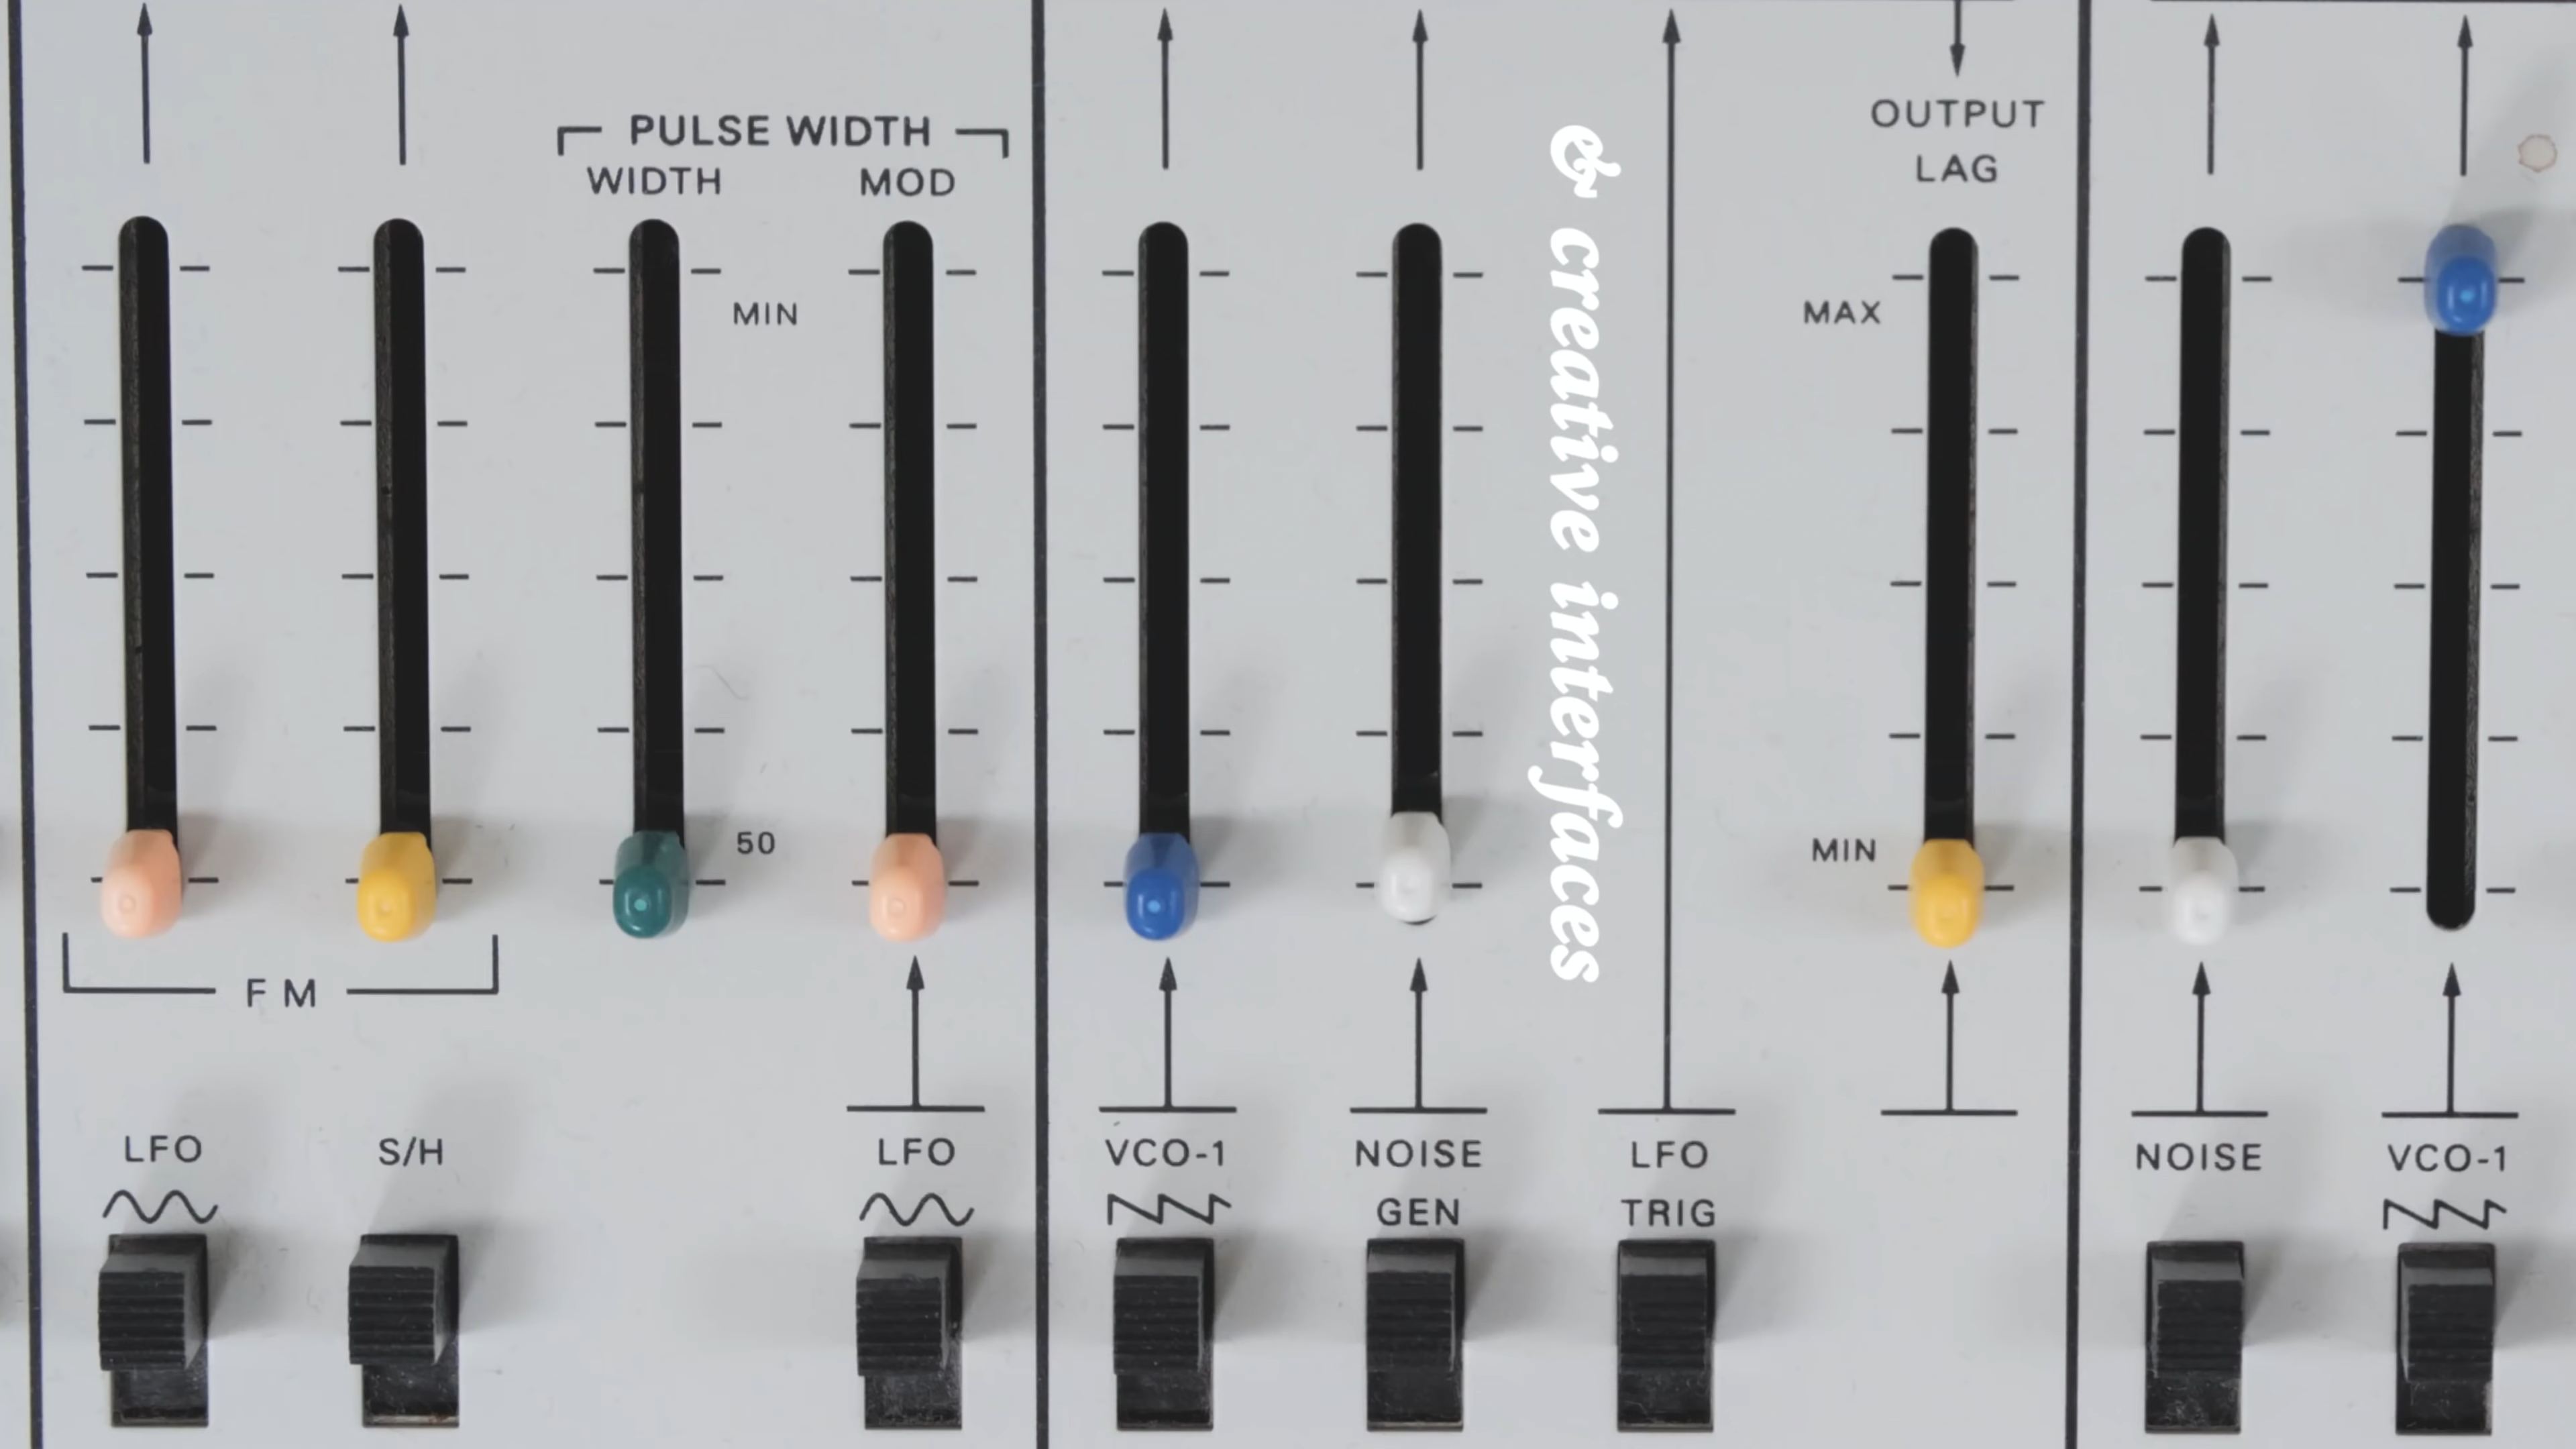 PULSE WIDTH
WIDTH MOD
MIN
50
F M
LFO
S/H
LFO
VCO-1
NOISE
GEN
LFO
TRIG
& creative interfaces
OUTPUT
LAG
MAX
MIN
NOISE
VCO-1